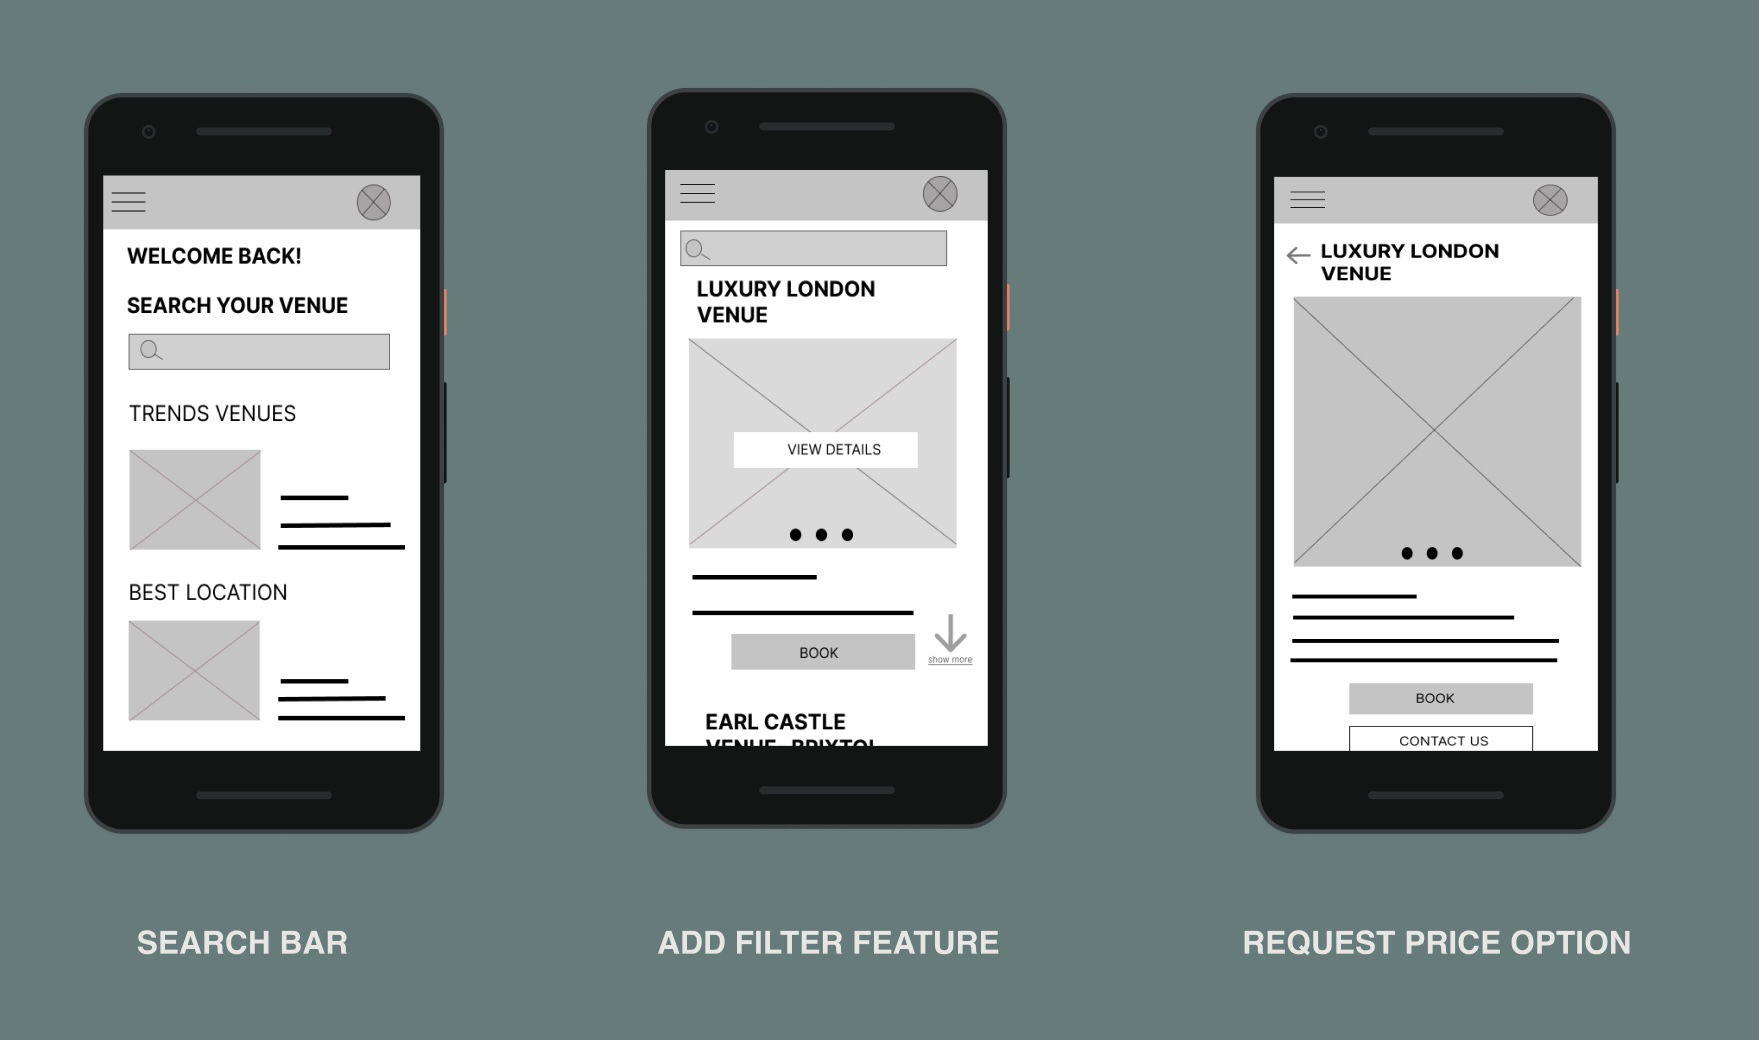 WELCOME BACK!
SEARCH YOUR VENUE
TRENDS VENUES
BEST LOCATION
SEARCH BAR
LUXURY LONDON
VENUE
VIEW DETAILS
BOOK
show more
EARL CASTLE
VENUE
ADD FILTER FEATURE
LUXURY LONDON
VENUE
BOOK
CONTACT US
REQUEST PRICE OPTION